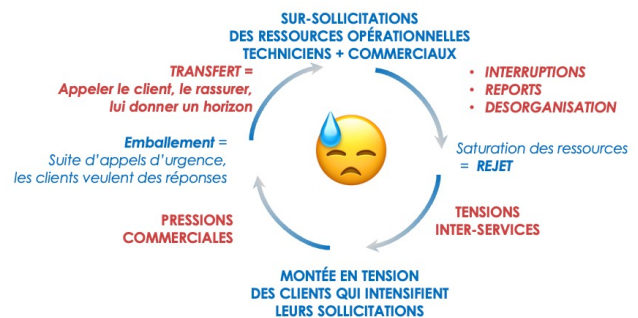 SUR-SOLLICITATIONS
DES RESSOURCES OPÉRATIONNELLES
TECHNICIENS + COMMERCIAUX
• INTERRUPTIONS
• REPORTS
• DESORGANISATION
Saturation des ressources
= REJET
TENSIONS
INTER-SERVICES
MONTÉE EN TENSION
DES CLIENTS QUI INTENSIFIENT
LEURS SOLLICITATIONS
PRESSIONS
COMMERCIALES
Emballement =
Suite d’appels d’urgence,
les clients veulent des réponses
TRANSFERT =
Appeler le client, le rassurer,
lui donner un horizon